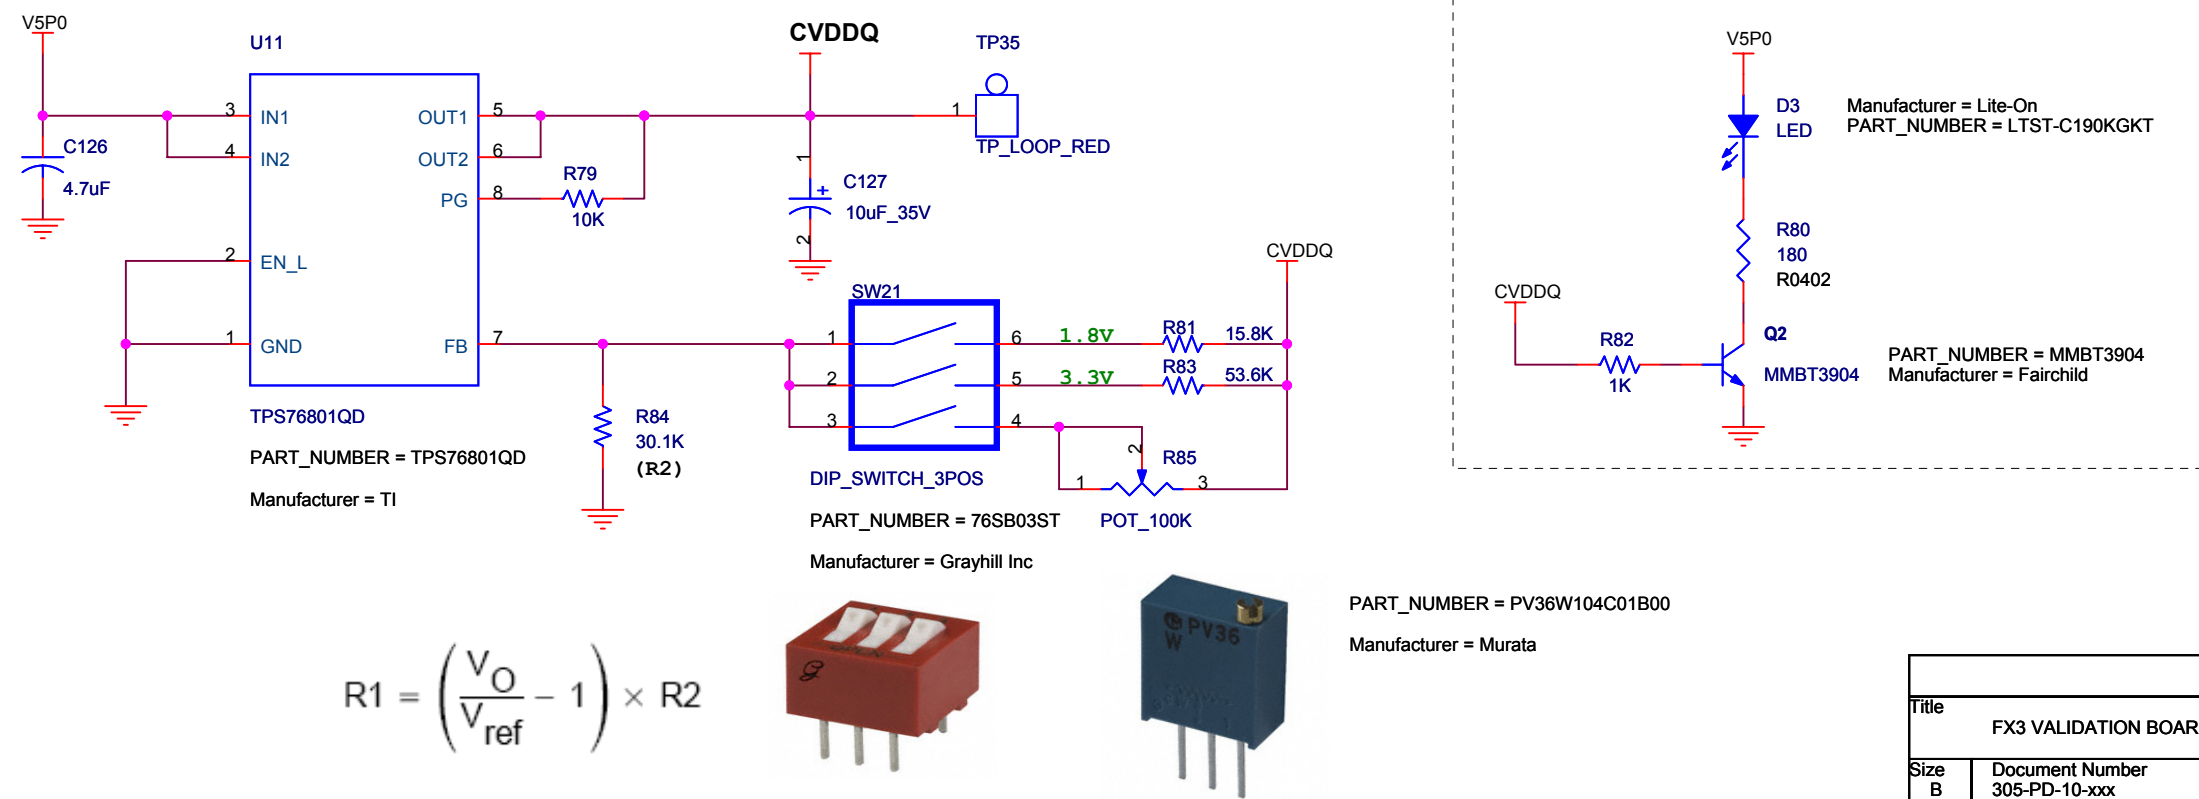 V5P0
U11
CVDDQ
TP35
V5P0
3 IN1
OUT1 5
1
4 IN2
OUT2 6
TP_LOOP_RED
C126
4.7uF
PG 8
R79
10K
1
+
C127
10uF_35V
2
D3
LED
Manufacturer = Lite-On
PART_NUMBER = LTST-C190KGKT
R80
180
R0402
2 EN_L
1 GND
FB 7
CVDDQ
SW21
1 6 1.8V R81 15.8K
2 5 3.3V R83 53.6K
3 4
CVDDQ
R82
1K
Q2
MMBT3904
PART_NUMBER = MMBT3904
Manufacturer = Fairchild
TPS76801QD
PART_NUMBER = TPS76801QD
Manufacturer = TI
R84
30.1K
(R2)
2
R85
1 3
POT_100K
DIP_SWITCH_3POS
PART_NUMBER = 76SB03ST
Manufacturer = Grayhill Inc
PART_NUMBER = PV36W104C01B00
Manufacturer = Murata
PV36
W
R1 = (VO/Vref − 1) × R2
Title
FX3 VALIDATION BOAR
Size
B
Document Number
305-PD-10-xxx